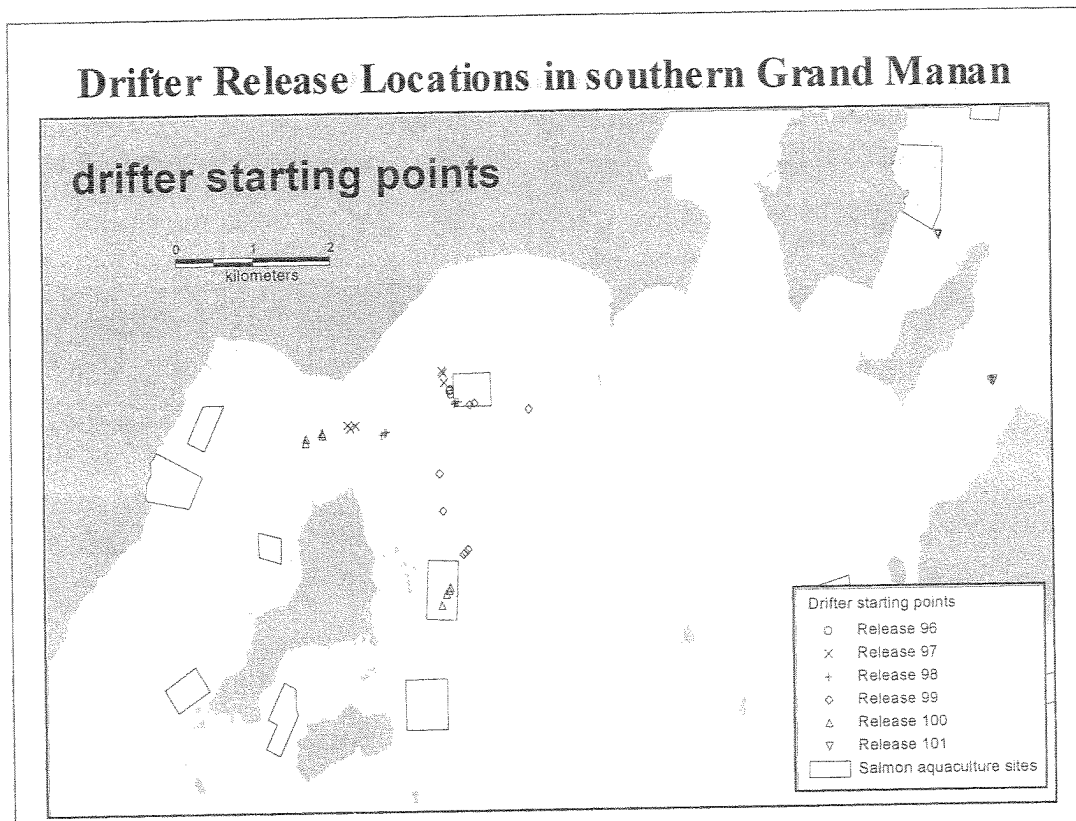 Drifter Release Locations in southern Grand Manan
drifter starting points
0 1 2
kilometers
Drifter starting points
Release 96
Release 97
Release 98
Release 99
Release 100
Release 101
Salmon aquaculture sites